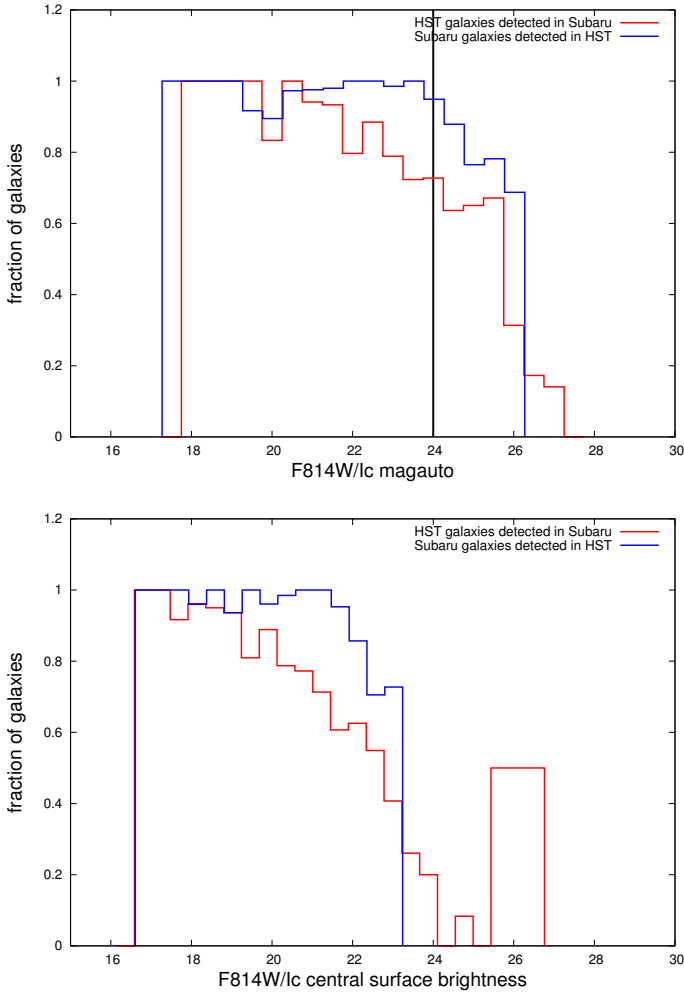 1.2
HST galaxies detected in Subaru
Subaru galaxies detected in HST
1
0.8
0.6
0.4
0.2
0
fraction of galaxies
16 18 20 22 24 26 28 30
F814W/Ic magauto
1.2
HST galaxies detected in Subaru
Subaru galaxies detected in HST
1
0.8
0.6
0.4
0.2
0
fraction of galaxies
16 18 20 22 24 26 28 30
F814W/Ic central surface brightness